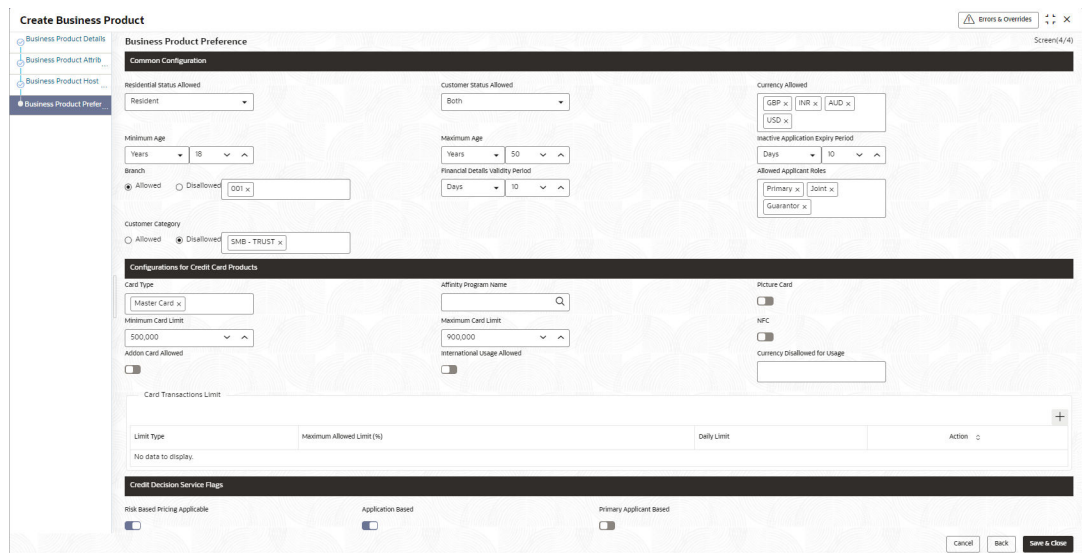 Create Business Product
Errors & Overrides
Business Product Details
Business Product Attrib...
Business Product Host ...
Business Product Prefer...
Business Product Preference
Screen(4/4)
Common Configuration
Residential Status Allowed
Customer Status Allowed
Currency Allowed
Resident
Both
GBP × INR × AUD ×
USD ×
Minimum Age
Maximum Age
Inactive Application Expiry Period
Years 18
Years 50
Days 10
Branch
Financial Details Validity Period
Allowed Applicant Roles
Allowed Disallowed 001 ×
Days 10
Primary × Joint ×
Guarantor ×
Customer Category
Allowed Disallowed SMB - TRUST ×
Configurations for Credit Card Products
Card Type
Affinity Program Name
Picture Card
Master Card ×
Minimum Card Limit
Maximum Card Limit
NFC
500,000
900,000
Addon Card Allowed
International Usage Allowed
Currency Disallowed for Usage
Card Transactions Limit
Limit Type
Maximum Allowed Limit (%)
Daily Limit
Action
No data to display.
Credit Decision Service Flags
Risk Based Pricing Applicable
Application Based
Primary Applicant Based
Cancel
Back
Save & Close